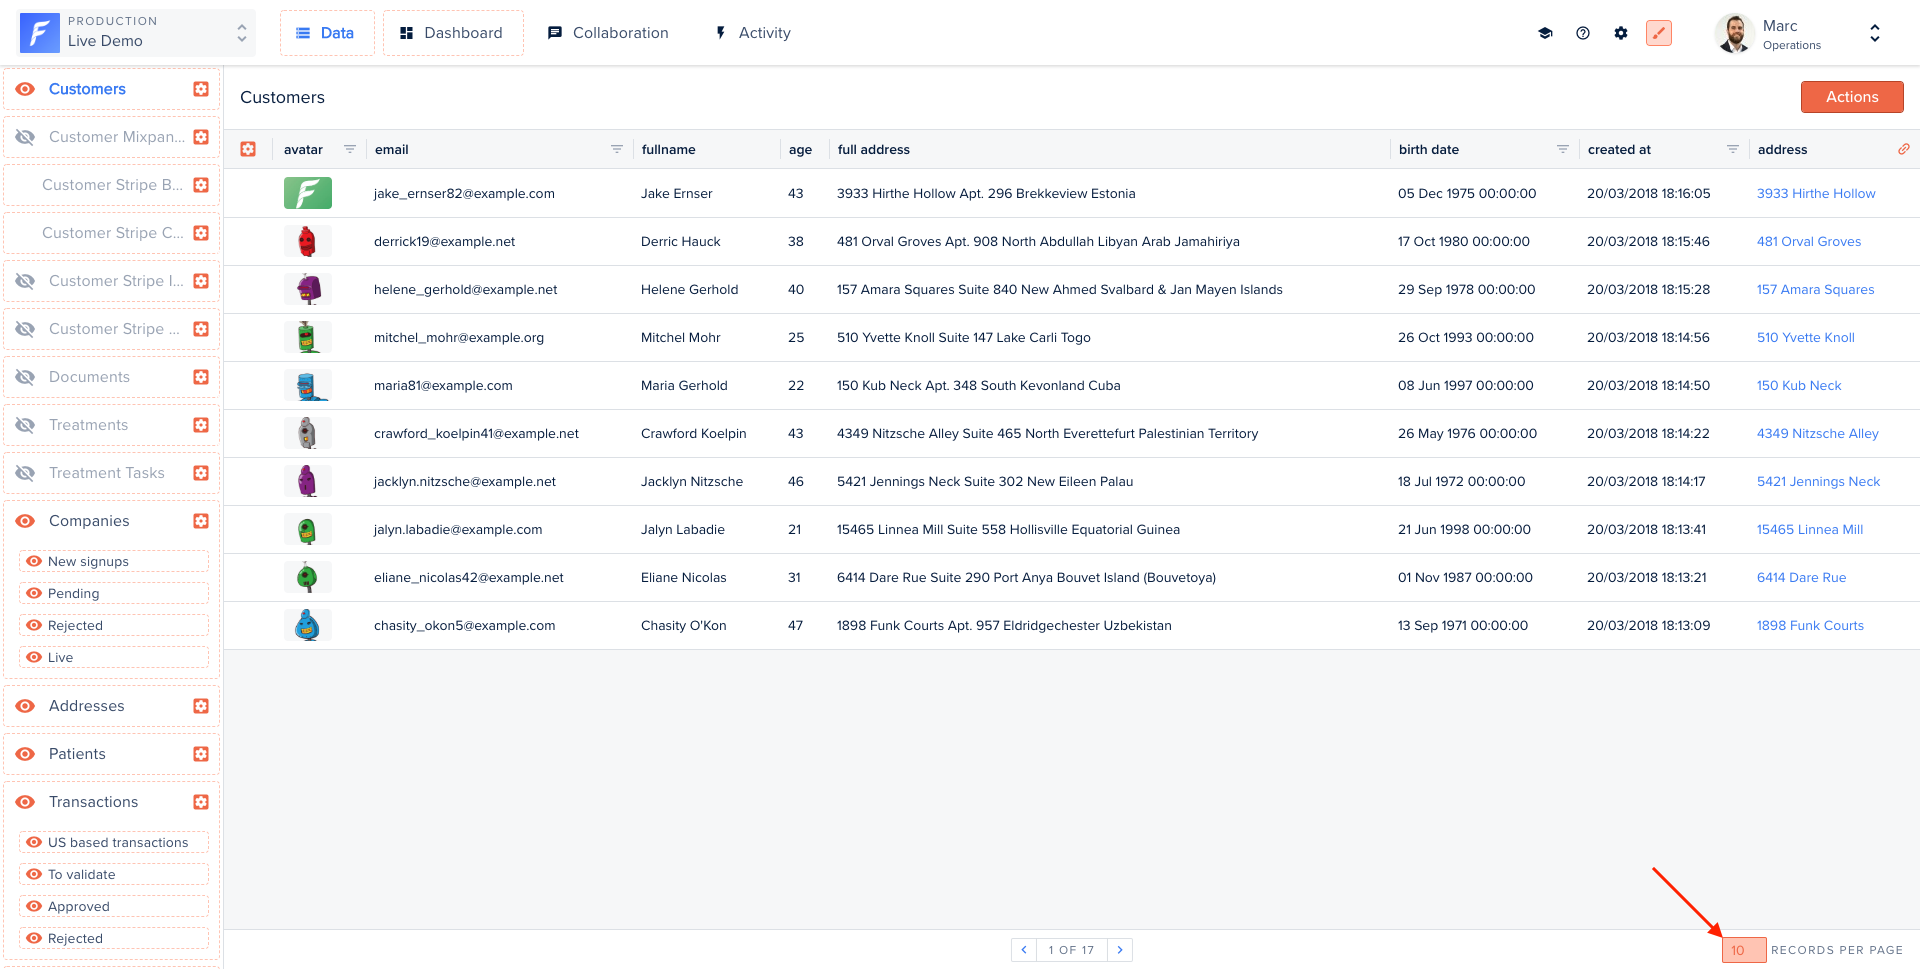 PRODUCTION
Live Demo
Data
Dashboard
Collaboration
Activity
Marc
Operations
Customers
Customer Mixpan...
Customer Stripe B...
Customer Stripe C...
Customer Stripe I...
Customer Stripe ...
Documents
Treatments
Treatment Tasks
Companies
New signups
Pending
Rejected
Live
Addresses
Patients
Transactions
US based transactions
To validate
Approved
Rejected
Customers
Actions
avatar email fullname age full address birth date created at address
jake_ernser82@example.com Jake Ernser 43 3933 Hirthe Hollow Apt. 296 Brekkeview Estonia 05 Dec 1975 00:00:00 20/03/2018 18:16:05 3933 Hirthe Hollow
derrick19@example.net Derric Hauck 38 481 Orval Groves Apt. 908 North Abdullah Libyan Arab Jamahiriya 17 Oct 1980 00:00:00 20/03/2018 18:15:46 481 Orval Groves
helene_gerhold@example.net Helene Gerhold 40 157 Amara Squares Suite 840 New Ahmed Svalbard & Jan Mayen Islands 29 Sep 1978 00:00:00 20/03/2018 18:15:28 157 Amara Squares
mitchel_mohr@example.org Mitchel Mohr 25 510 Yvette Knoll Suite 147 Lake Carli Togo 26 Oct 1993 00:00:00 20/03/2018 18:14:56 510 Yvette Knoll
maria81@example.com Maria Gerhold 22 150 Kub Neck Apt. 348 South Kevonland Cuba 08 Jun 1997 00:00:00 20/03/2018 18:14:50 150 Kub Neck
crawford_koelpin41@example.net Crawford Koelpin 43 4349 Nitzsche Alley Suite 465 North Everettefurt Palestinian Territory 26 May 1976 00:00:00 20/03/2018 18:14:22 4349 Nitzsche Alley
jacklyn.nitzsche@example.net Jacklyn Nitzsche 46 5421 Jennings Neck Suite 302 New Eileen Palau 18 Jul 1972 00:00:00 20/03/2018 18:14:17 5421 Jennings Neck
jalyn.labadie@example.com Jalyn Labadie 21 15465 Linnea Mill Suite 558 Hollisville Equatorial Guinea 21 Jun 1998 00:00:00 20/03/2018 18:13:41 15465 Linnea Mill
eliane_nicolas42@example.net Eliane Nicolas 31 6414 Dare Rue Suite 290 Port Anya Bouvet Island (Bouvetoya) 01 Nov 1987 00:00:00 20/03/2018 18:13:21 6414 Dare Rue
chasity_okon5@example.com Chasity O'Kon 47 1898 Funk Courts Apt. 957 Eldridgechester Uzbekistan 13 Sep 1971 00:00:00 20/03/2018 18:13:09 1898 Funk Courts
1 OF 17
10 RECORDS PER PAGE